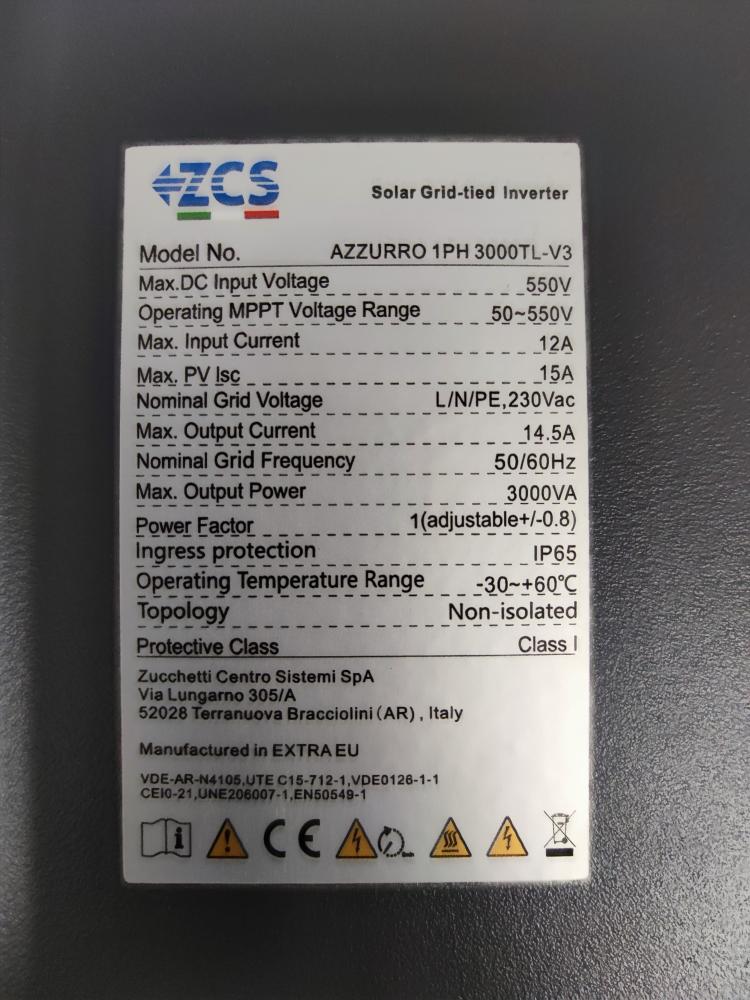 ZCS
Solar Grid-tied Inverter
Model No. AZZURRO 1PH 3000TL-V3
Max.DC Input Voltage 550V
Operating MPPT Voltage Range 50~550V
Max. Input Current 12A
Max. PV Isc 15A
Nominal Grid Voltage L/N/PE,230Vac
Max. Output Current 14.5A
Nominal Grid Frequency 50/60Hz
Max. Output Power 3000VA
Power Factor 1(adjustable+/-0.8)
Ingress protection IP65
Operating Temperature Range -30~+60℃
Topology Non-isolated
Protective Class Class I
Zucchetti Centro Sistemi SpA
Via Lungarno 305/A
52028 Terranuova Bracciolini (AR) , Italy
Manufactured in EXTRA EU
VDE-AR-N4105,UTE C15-712-1,VDE0126-1-1
CEI0-21,UNE206007-1,EN50549-1
CE